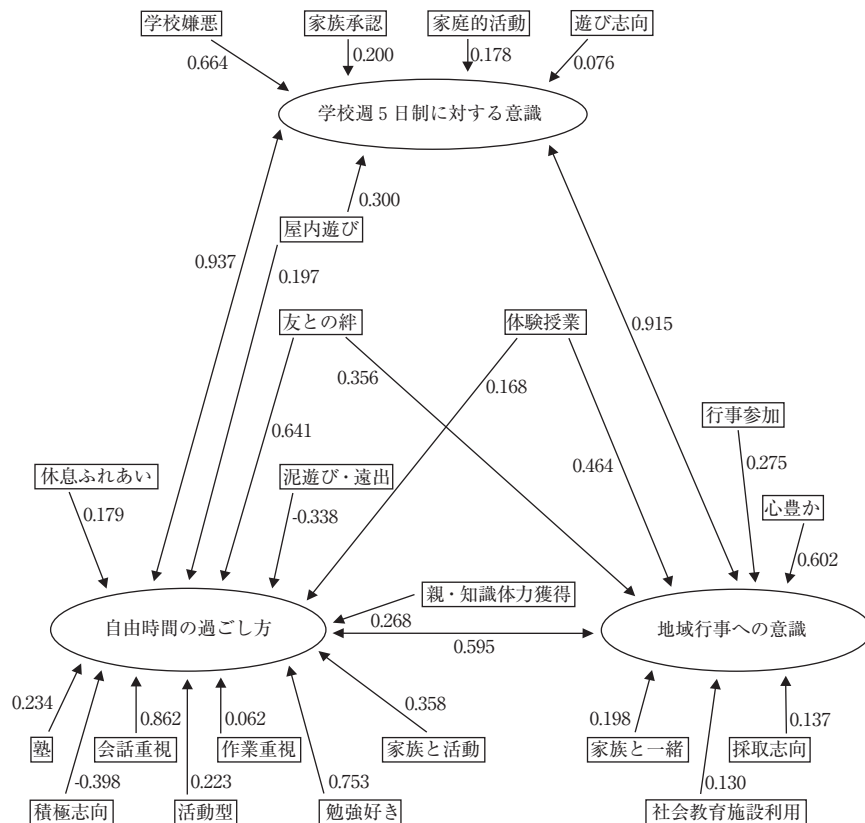 学校嫌悪
家族承認
家庭的活動
遊び志向
0.664
0.200
0.178
0.076
学校週5日制に対する意識
0.300
屋内遊び
0.937
0.197
友との絆
体験授業
0.915
0.356
0.168
行事参加
0.641
0.275
休息ふれあい
泥遊び・遠出
0.464
0.179
-0.338
心豊か
0.602
親・知識体力獲得
自由時間の過ごし方
0.268
地域行事への意識
0.595
0.234
0.862
0.062
0.358
0.198
0.137
塾
会話重視
作業重視
家族と活動
家族と一緒
採取志向
-0.398
0.223
0.753
0.130
積極志向
活動型
勉強好き
社会教育施設利用